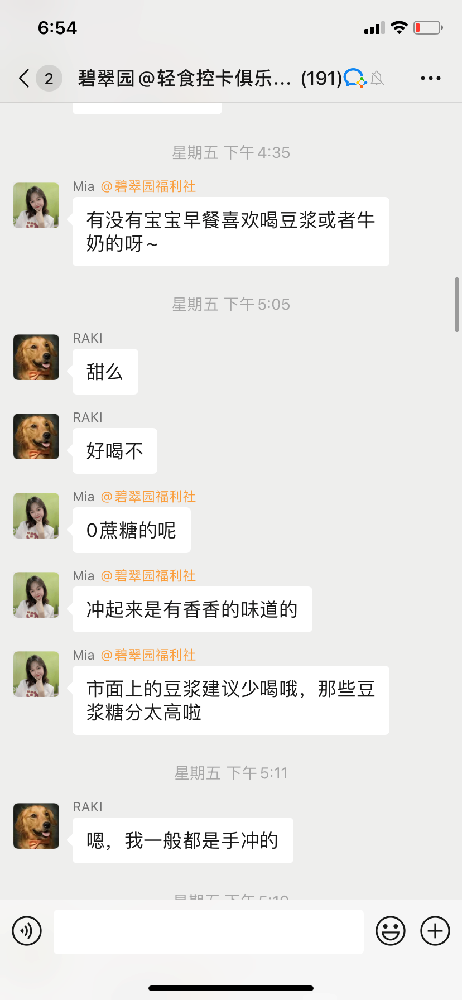 6:54
2
碧翠园@轻食控卡俱乐... (191)
星期五 下午4:35
Mia @碧翠园福利社
有没有宝宝早餐喜欢喝豆浆或者牛
奶的呀~
星期五 下午5:05
RAKI
甜么
RAKI
好喝不
Mia @碧翠园福利社
0蔗糖的呢
Mia @碧翠园福利社
冲起来是有香香的味道的
Mia @碧翠园福利社
市面上的豆浆建议少喝哦，那些豆
浆糖分太高啦
星期五 下午5:11
RAKI
嗯，我一般都是手冲的
星期五 下午